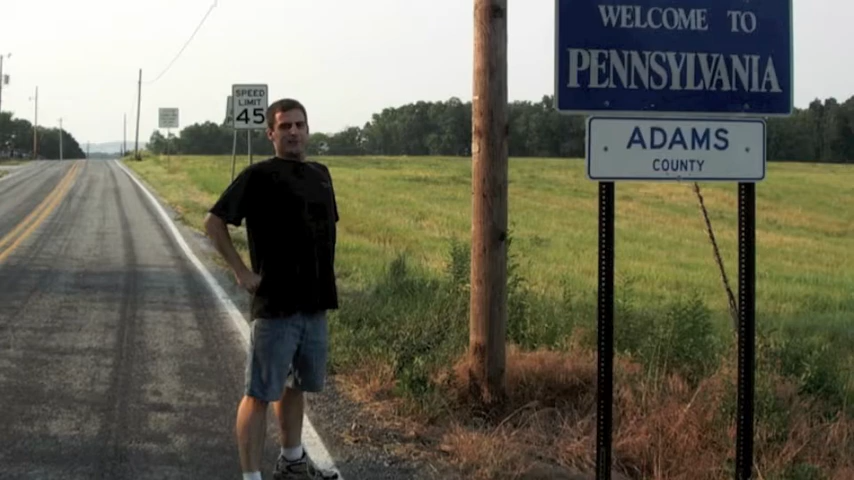 WELCOME TO
PENNSYLVANIA
ADAMS
COUNTY
SPEED
LIMIT
45